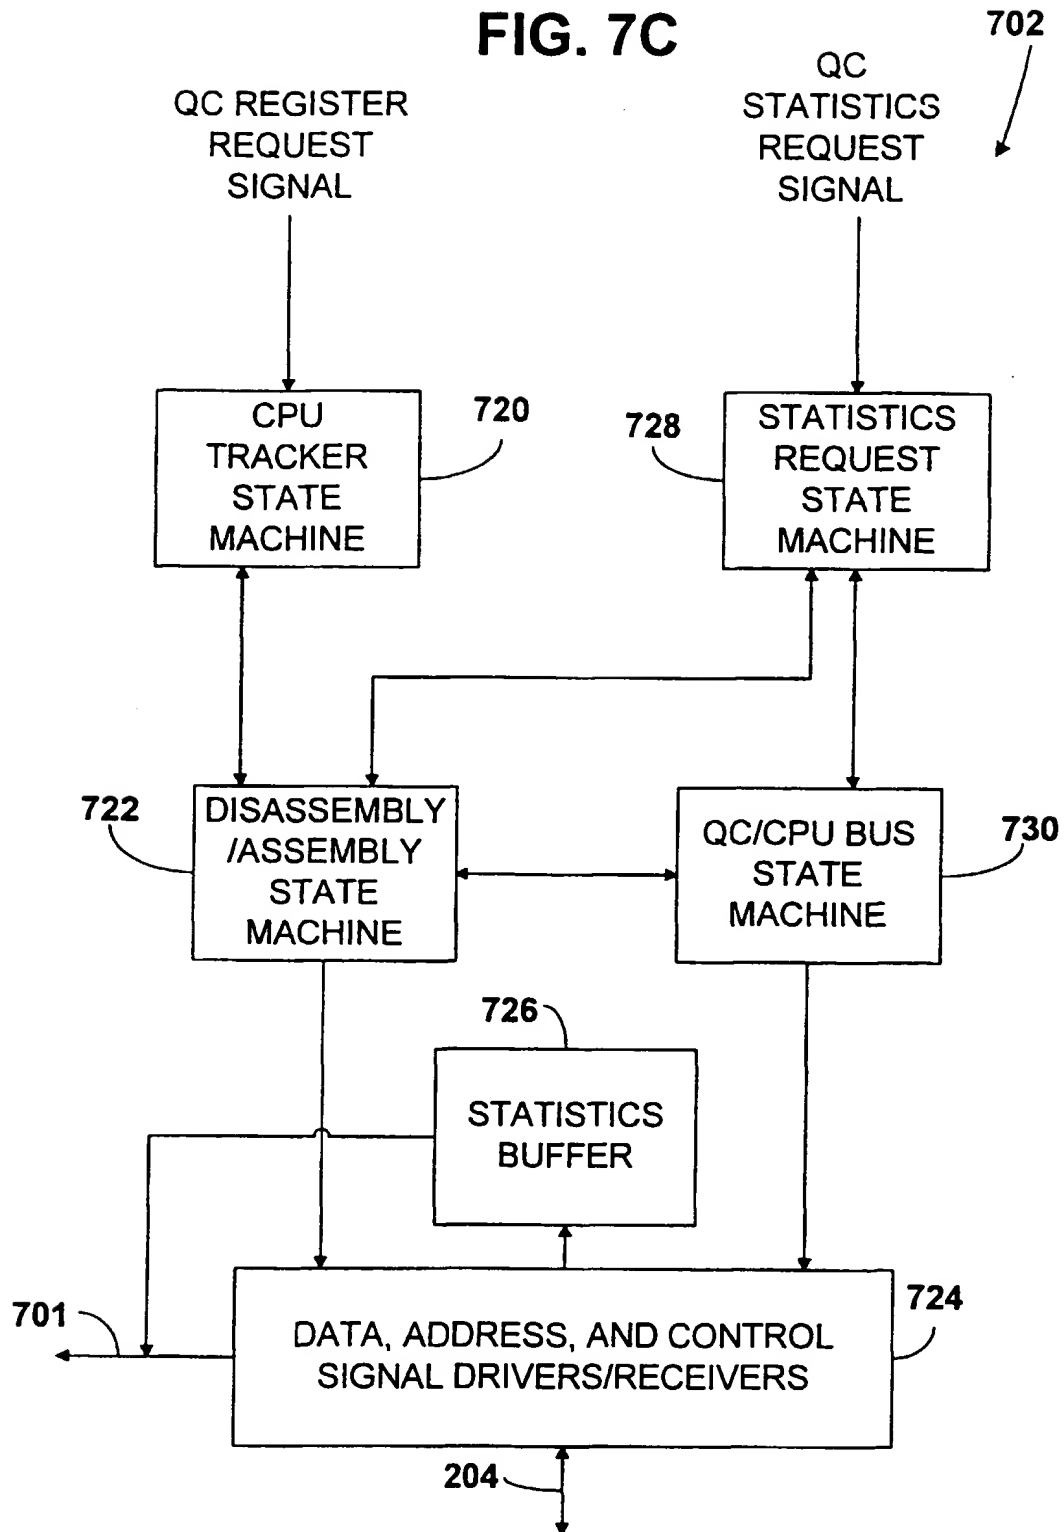 FIG. 7C
702
QC REGISTER
REQUEST
SIGNAL
QC
STATISTICS
REQUEST
SIGNAL
CPU
TRACKER
STATE
MACHINE
720
728
STATISTICS
REQUEST
STATE
MACHINE
722
DISASSEMBLY
/ASSEMBLY
STATE
MACHINE
QC/CPU BUS
STATE
MACHINE
730
726
STATISTICS
BUFFER
701
DATA, ADDRESS, AND CONTROL
SIGNAL DRIVERS/RECEIVERS
724
204